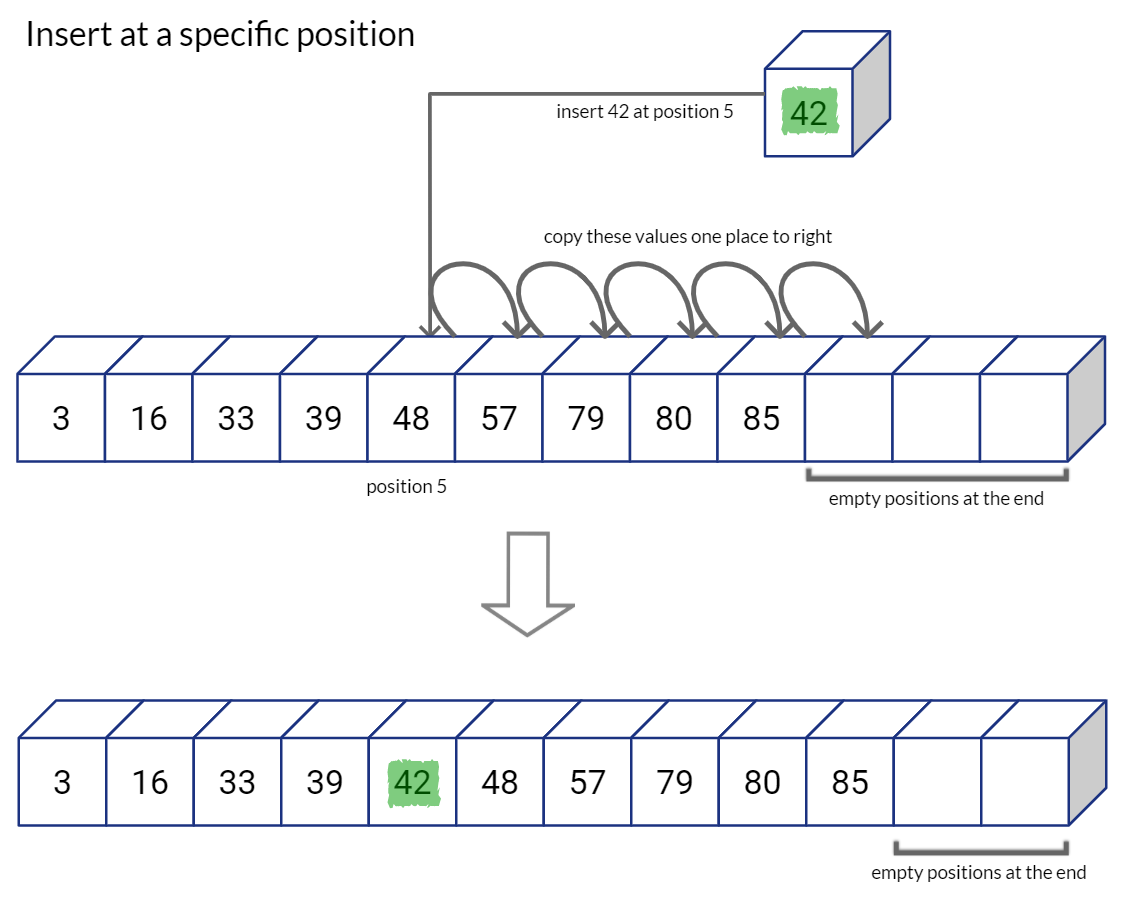 Insert at a specific position
insert 42 at position 5
42
copy these values one place to right
3 16 33 39 48 57 79 80 85
position 5
empty positions at the end
3 16 33 39 42 48 57 79 80 85
empty positions at the end